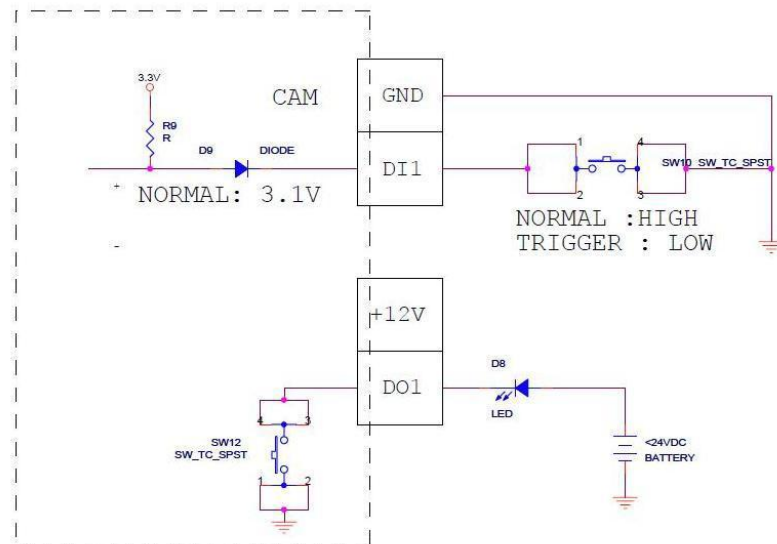 3.3V
R9
R
CAM
GND
D9 DIODE
DI1
+
NORMAL: 3.1V
-
1 4
SW10 SW_TC_SPST
2 3
NORMAL :HIGH
TRIGGER : LOW
+12V
DO1
D8
LED
4 3
SW12
SW_TC_SPST
1 2
<24VDC
BATTERY